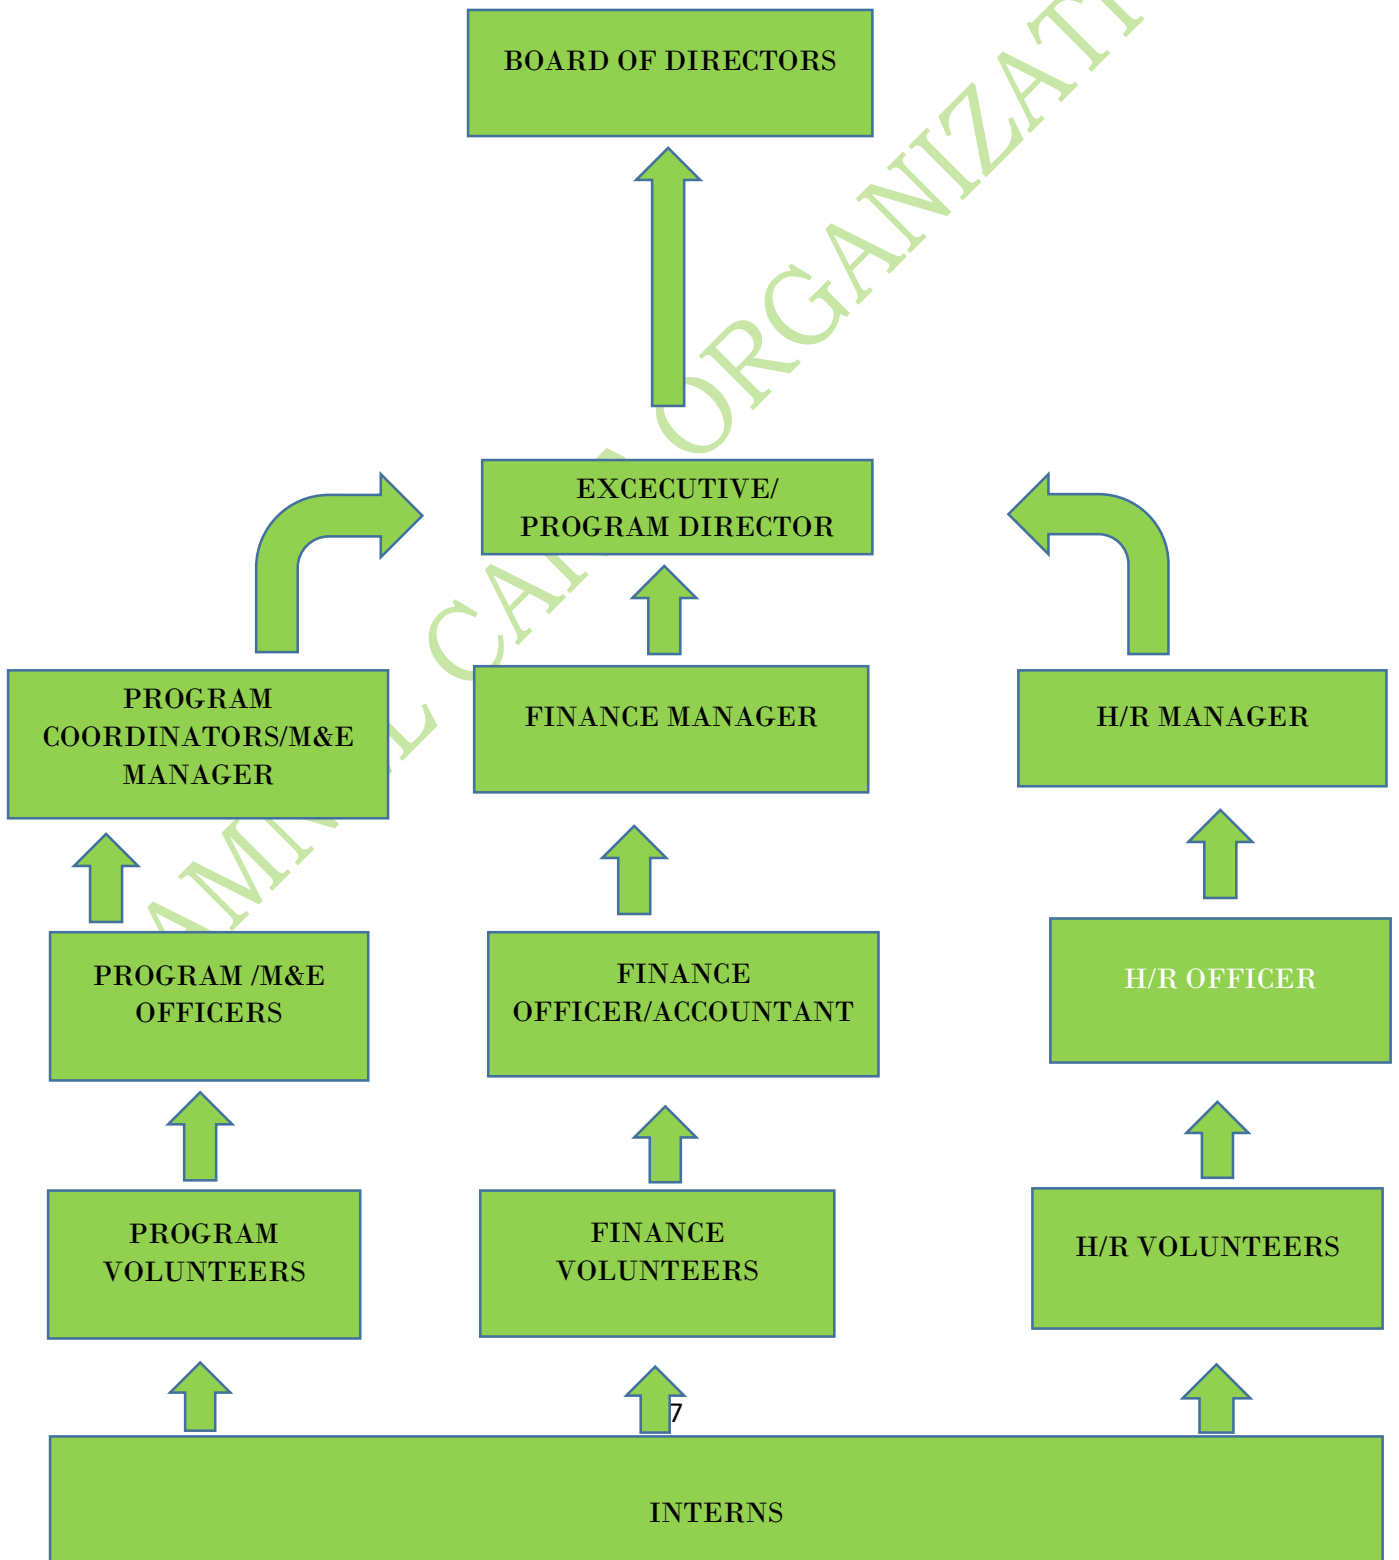 BOARD OF DIRECTORS
EXCECUTIVE/
PROGRAM DIRECTOR
PROGRAM
COORDINATORS/M&E
MANAGER
FINANCE MANAGER
H/R MANAGER
PROGRAM /M&E
OFFICERS
FINANCE
OFFICER/ACCOUNTANT
H/R OFFICER
PROGRAM
VOLUNTEERS
FINANCE
VOLUNTEERS
H/R VOLUNTEERS
7
INTERNS